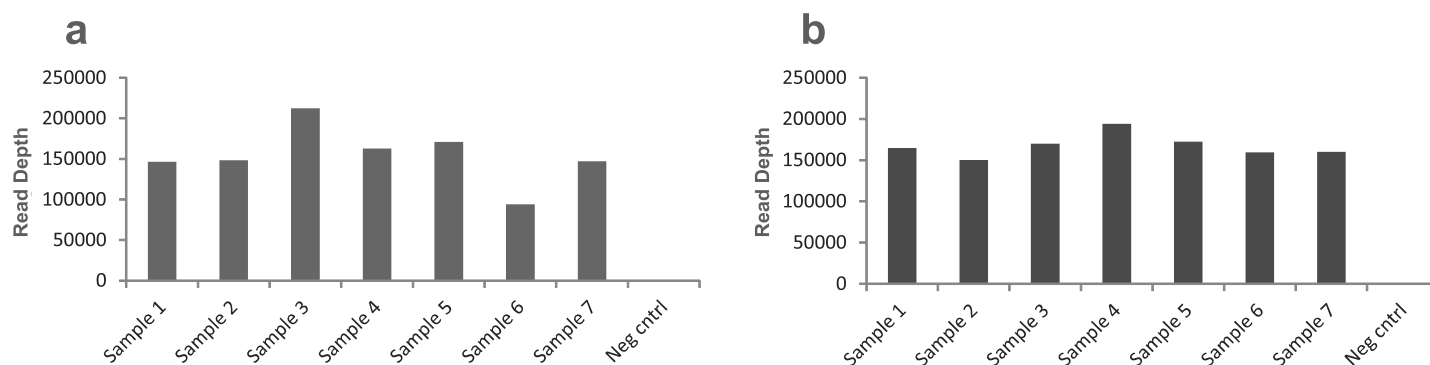 a
250000
200000
150000
100000
50000
0
Read Depth
Sample 1
Sample 2
Sample 3
Sample 4
Sample 5
Sample 6
Sample 7
Neg cntrl
b
250000
200000
150000
100000
50000
0
Read Depth
Sample 1
Sample 2
Sample 3
Sample 4
Sample 5
Sample 6
Sample 7
Neg cntrl